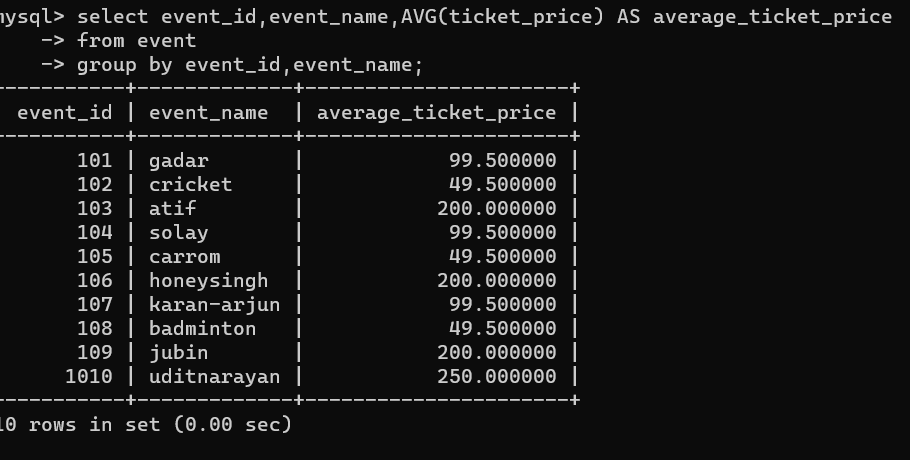 mysql> select event_id,event_name,AVG(ticket_price) AS average_ticket_price
    -> from event
    -> group by event_id,event_name;
-----------+-------------+----------------------+
 event_id | event_name  | average_ticket_price |
-----------+-------------+----------------------+
      101 | gadar       |            99.500000 |
      102 | cricket     |            49.500000 |
      103 | atif        |           200.000000 |
      104 | solay       |            99.500000 |
      105 | carrom      |            49.500000 |
      106 | honeysingh  |           200.000000 |
      107 | karan-arjun |            99.500000 |
      108 | badminton   |            49.500000 |
      109 | jubin       |           200.000000 |
     1010 | uditnarayan |           250.000000 |
-----------+-------------+----------------------+
10 rows in set (0.00 sec)